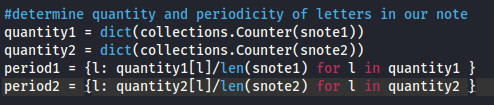 #determine quantity and periodicity of letters in our note
quantity1 = dict(collections.Counter(snote1))
quantity2 = dict(collections.Counter(snote2))
period1 = {l: quantity1[l]/len(snote1) for l in quantity1 }
period2 = {l: quantity2[l]/len(snote2) for l in quantity2 }